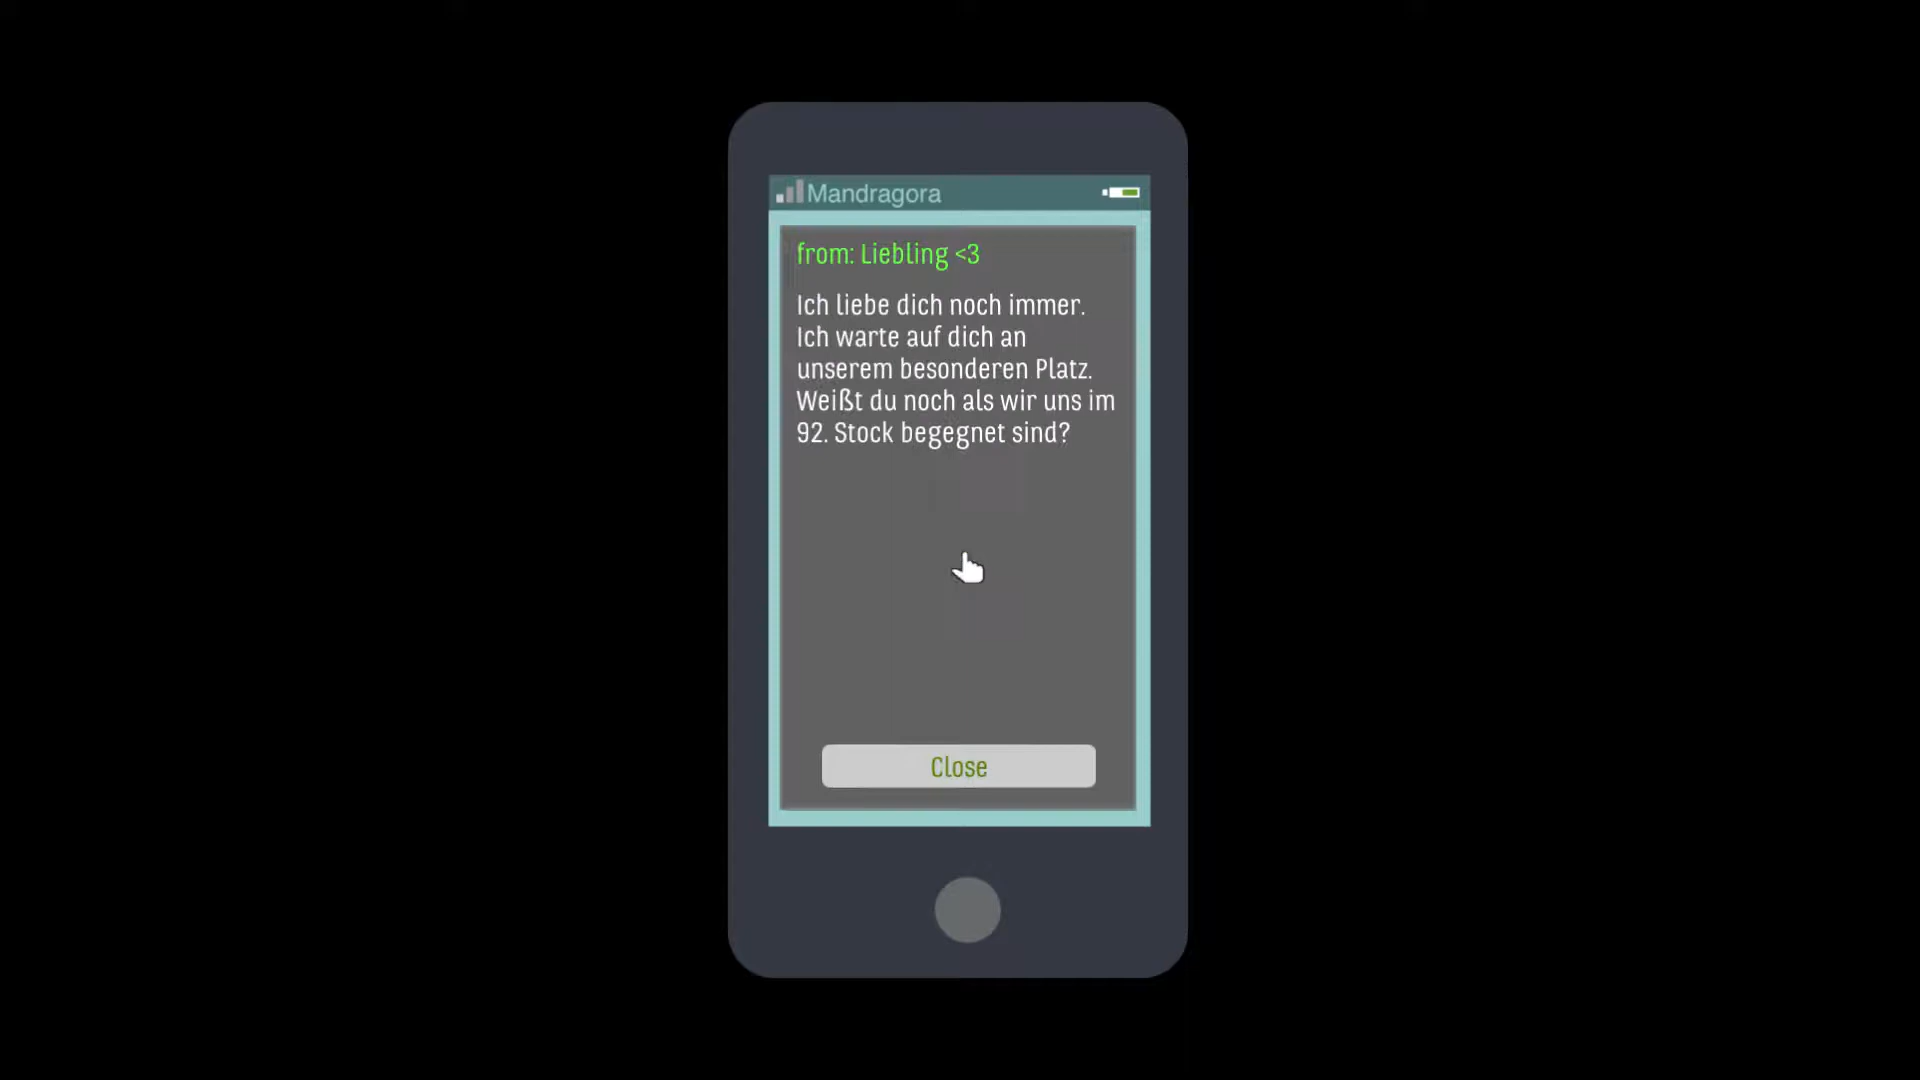 Mandragora
from: Liebling <3
Ich liebe dich noch immer.
Ich warte auf dich an
unserem besonderen Platz.
Weißt du noch als wir uns im
92. Stock begegnet sind?
Close